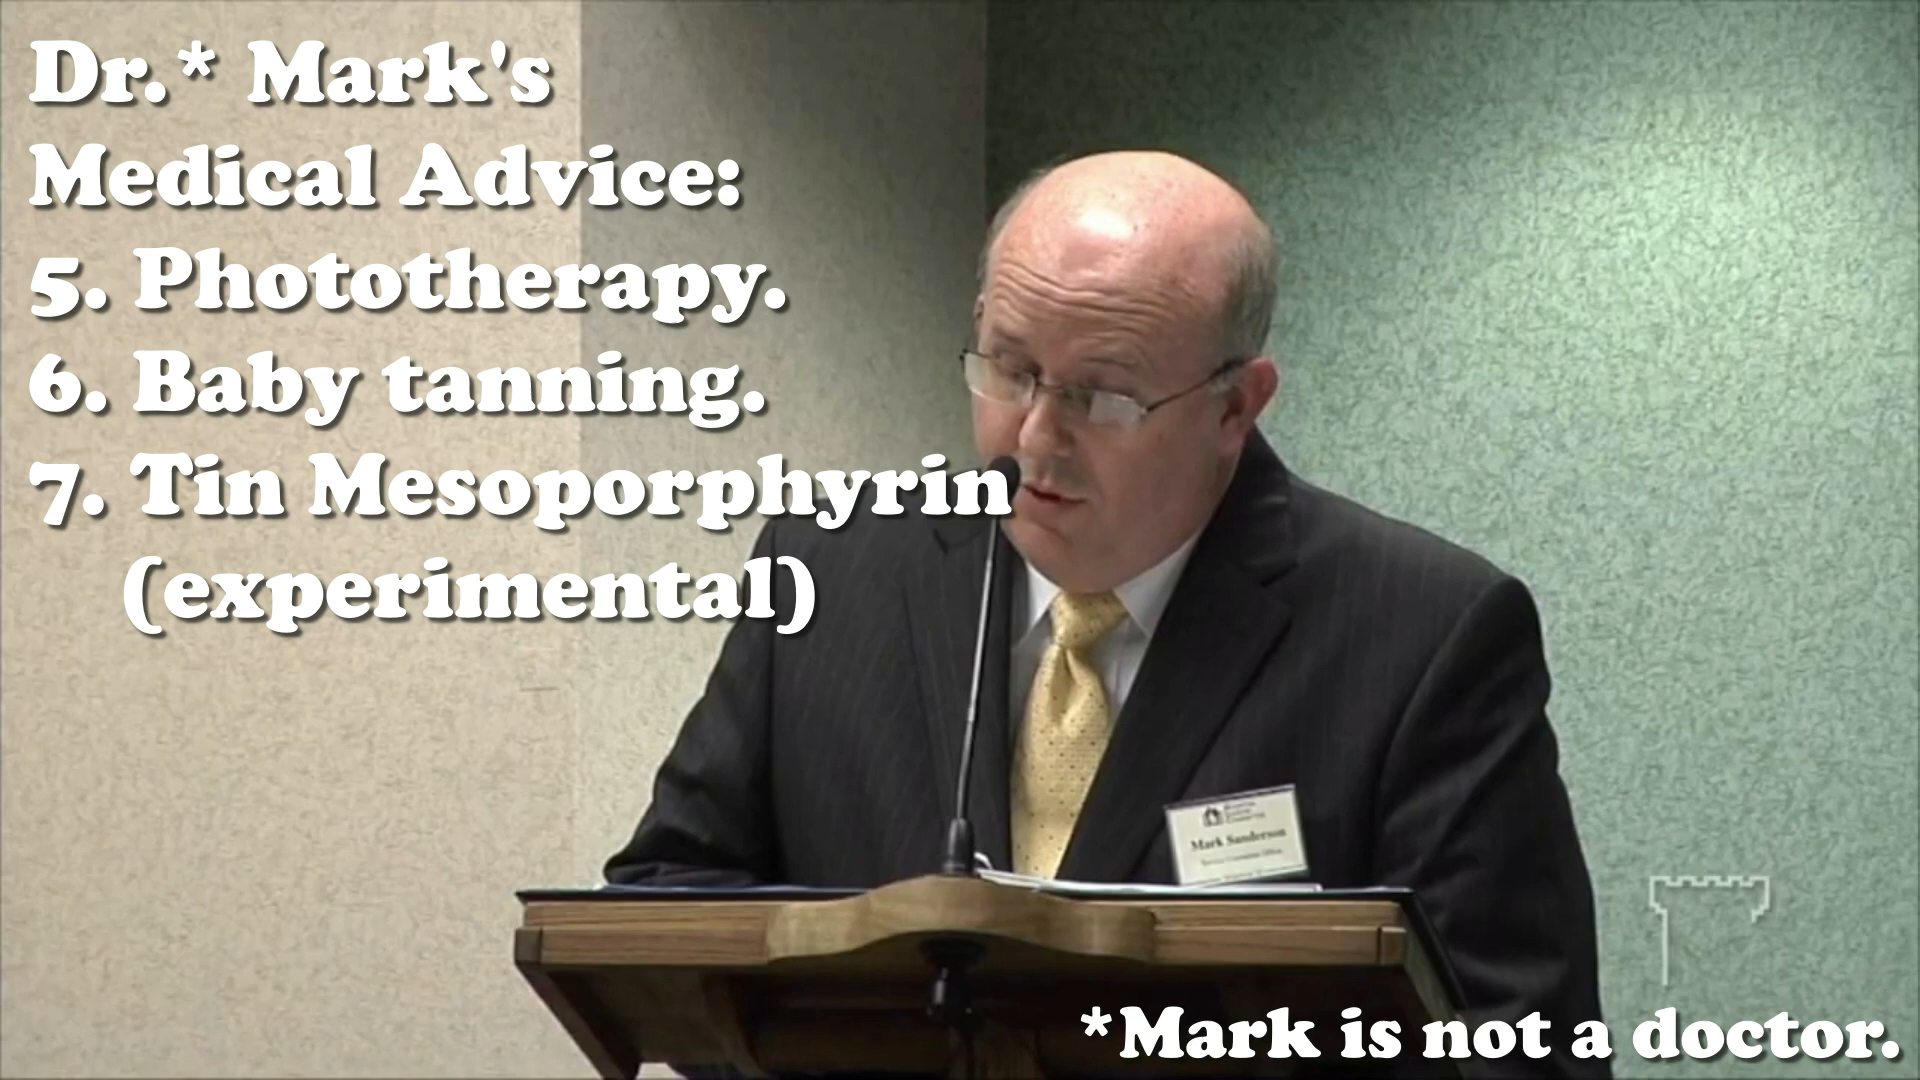 Dr.* Mark's
Medical Advice:
5. Phototherapy.
6. Baby tanning.
7. Tin Mesoporphyrin
(experimental)
Mark Sanderson
*Mark is not a doctor.